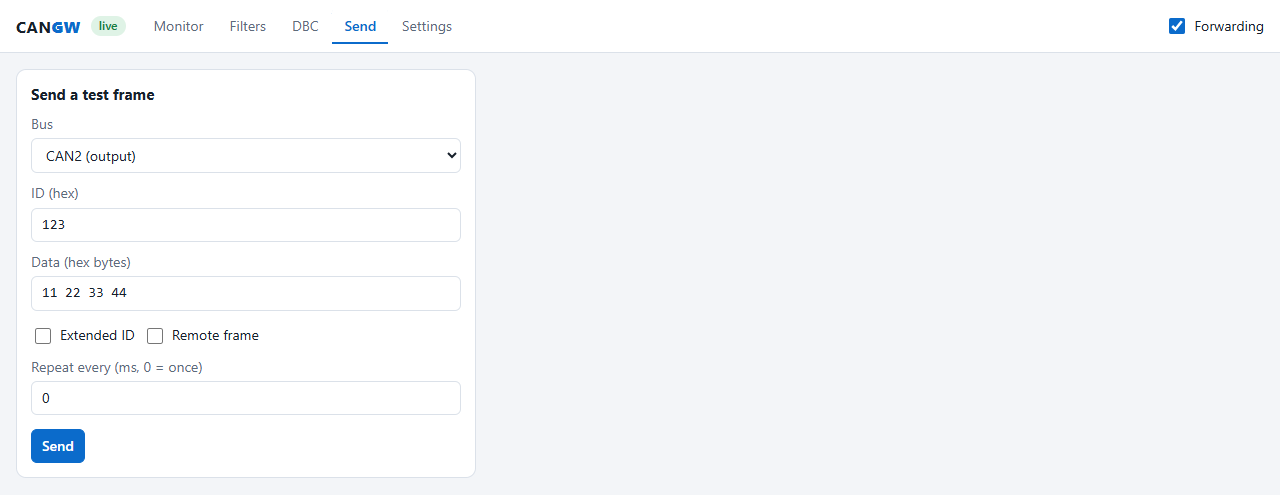 CANGW live Monitor Filters DBC Send Settings Forwarding
Send a test frame
Bus
CAN2 (output)
ID (hex)
123
Data (hex bytes)
11 22 33 44
Extended ID Remote frame
Repeat every (ms, 0 = once)
0
Send